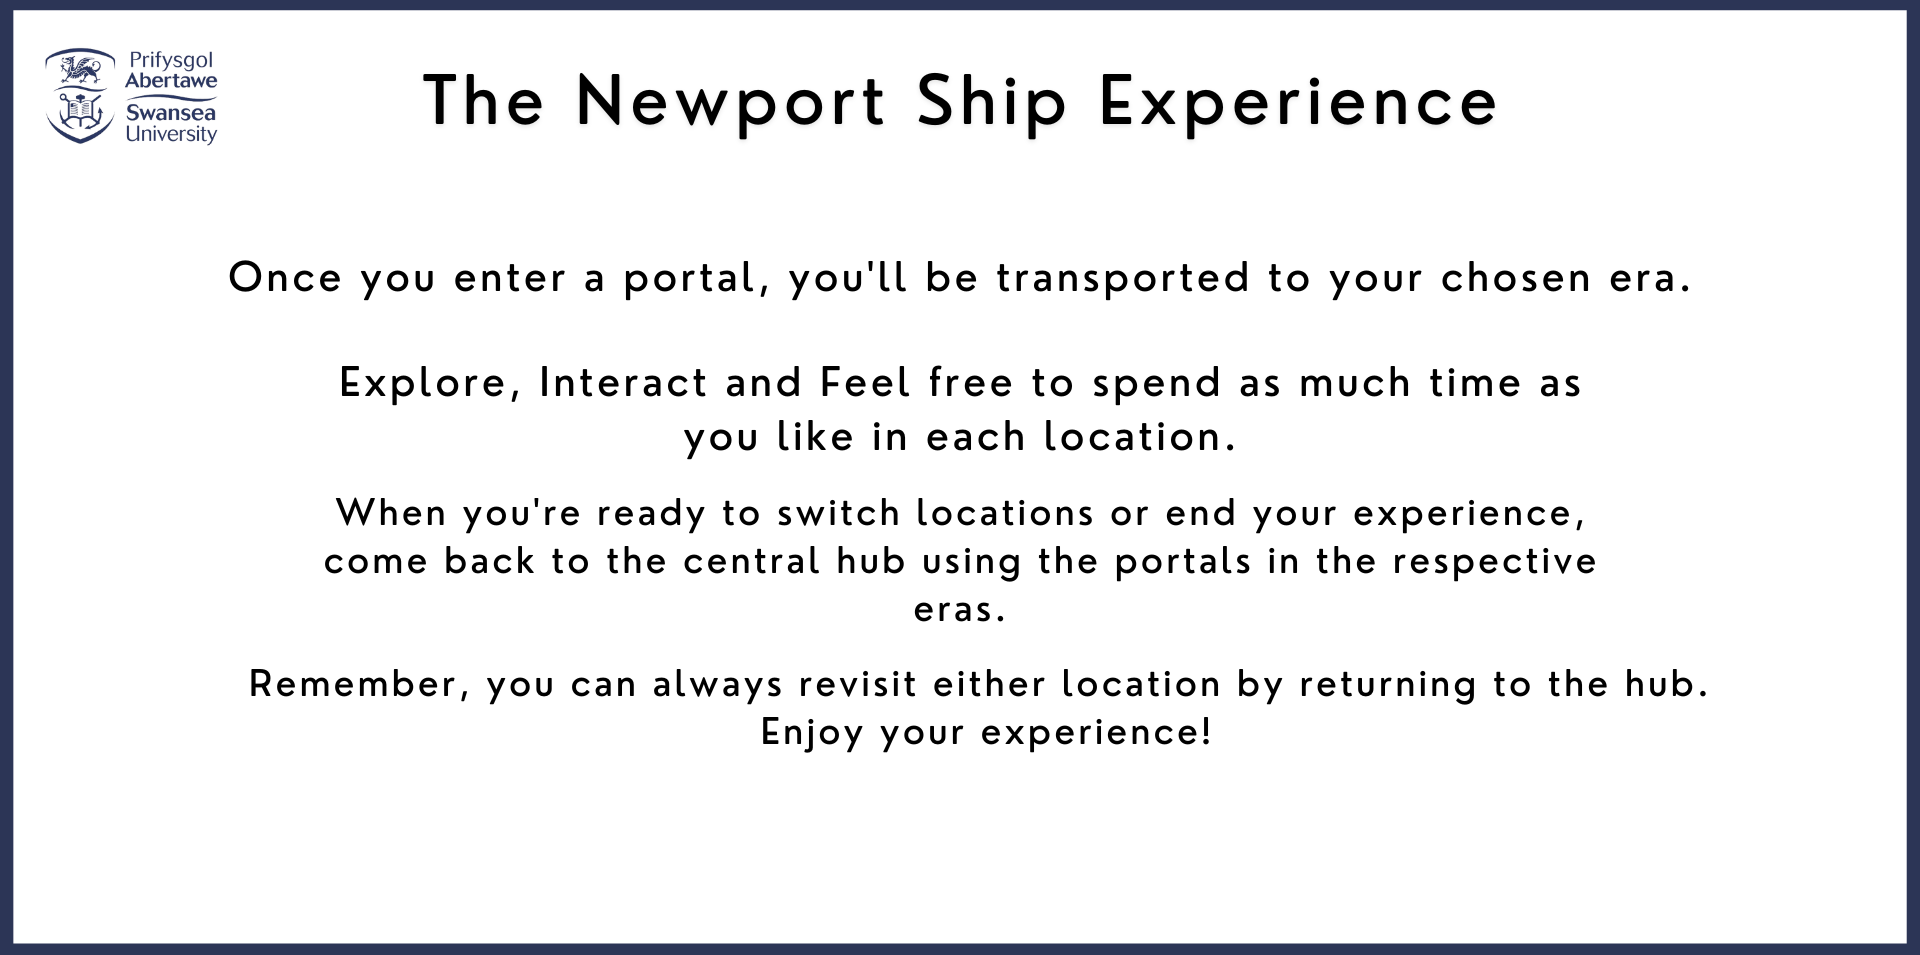 Prifysgol
Abertawe
Swansea
University
The Newport Ship Experience
Once you enter a portal, you'll be transported to your chosen era.
Explore, Interact and Feel free to spend as much time as
you like in each location.
When you're ready to switch locations or end your experience,
come back to the central hub using the portals in the respective
eras.
Remember, you can always revisit either location by returning to the hub.
Enjoy your experience!